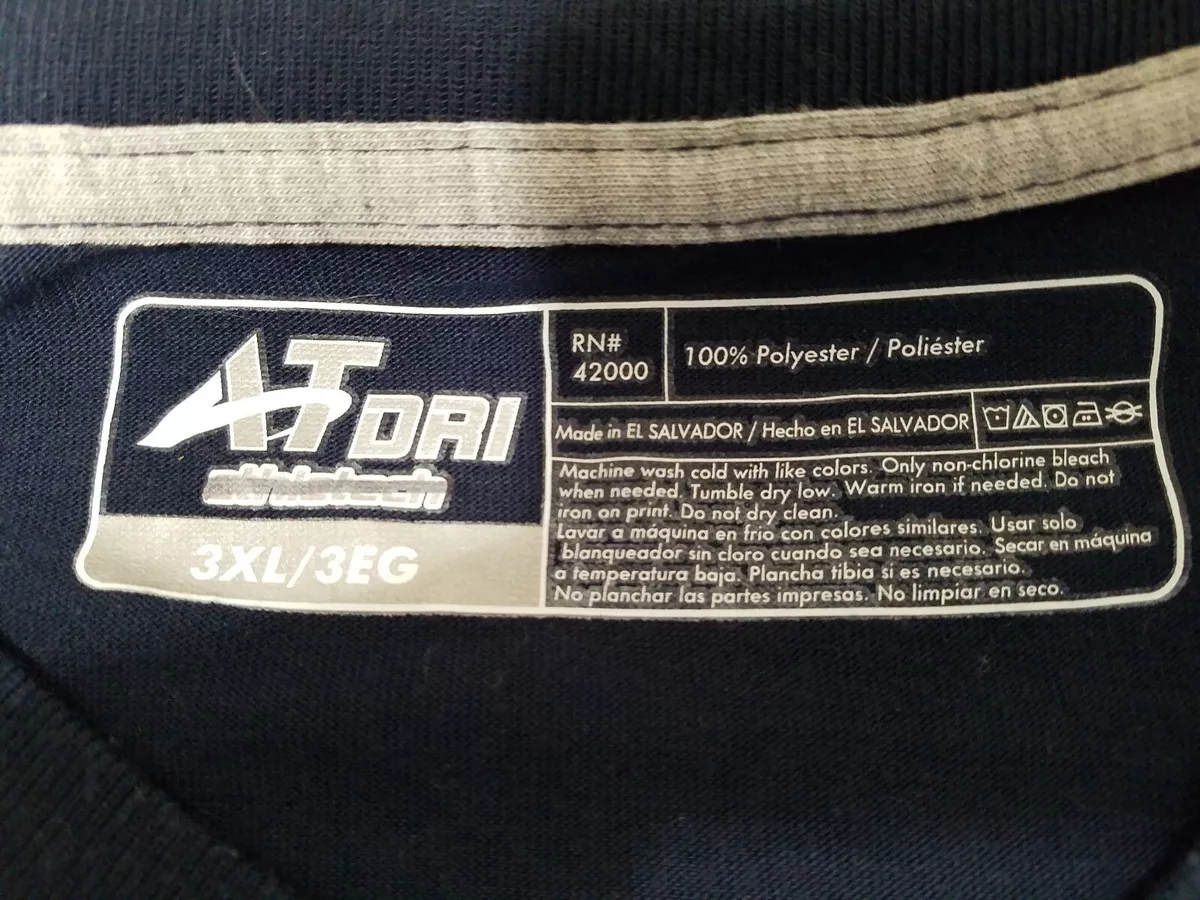 AT DRI
athletech
3XL/3EG
RN#
42000
100% Polyester / Poliéster
Made in EL SALVADOR / Hecho en EL SALVADOR
Machine wash cold with like colors. Only non-chlorine bleach
when needed. Tumble dry low. Warm iron if needed. Do not
iron on print. Do not dry clean.
Lavar a máquina en frio con colores similares. Usar solo
blanqueador sin cloro cuando sea necesario. Secar en máquina
a temperatura baja. Plancha tibia si es necesario.
No planchar las partes impresas. No limpiar en seco.